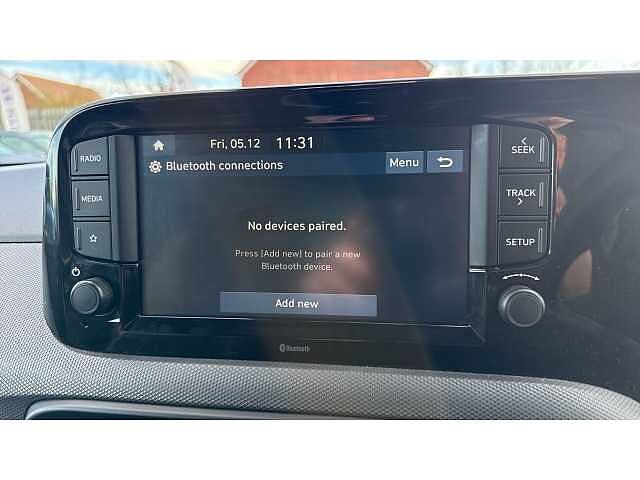 Fri, 05.12 11:31
Bluetooth connections
Menu
No devices paired.
Press [Add new] to pair a new
Bluetooth device.
Add new
RADIO
MEDIA
SEEK
TRACK
SETUP
Bluetooth